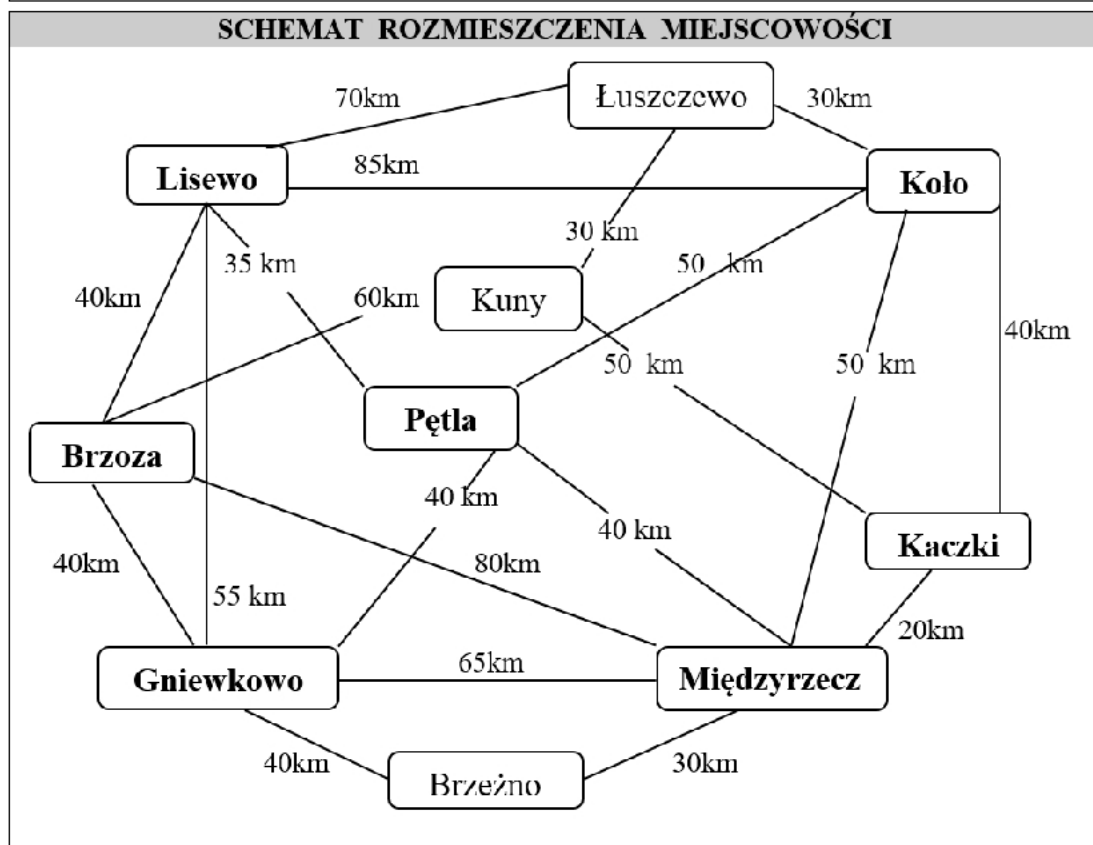 SCHEMAT ROZMIESZCZENIA MIEJSCOWOŚCI
Łuszczewo
70km
30km
Lisewo
85km
Koło
30 km
35 km
50 km
Kuny
40km
60km
40km
50 km
50 km
Pętla
Brzoza
40 km
40 km
Kaczki
40km
80km
55 km
20km
Gniewkowo
65km
Międzyrzecz
40km
Brzeźno
30km